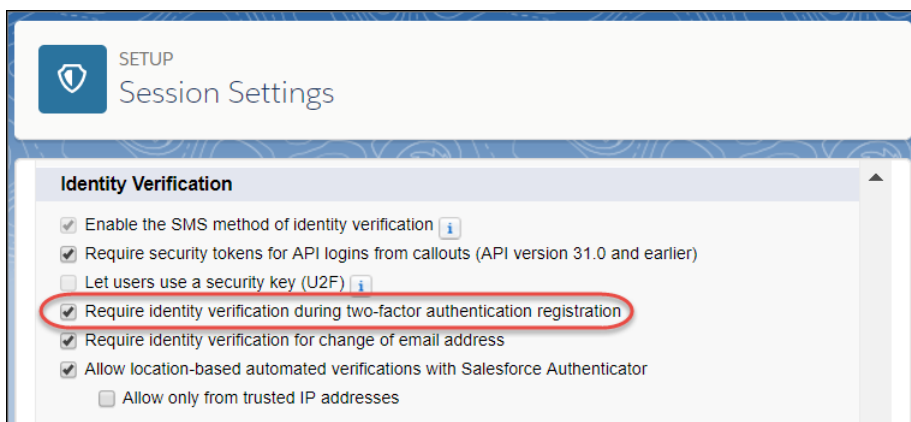 SETUP
Session Settings
Identity Verification
Enable the SMS method of identity verification i
Require security tokens for API logins from callouts (API version 31.0 and earlier)
Let users use a security key (U2F) i
Require identity verification during two-factor authentication registration
Require identity verification for change of email address
Allow location-based automated verifications with Salesforce Authenticator
Allow only from trusted IP addresses